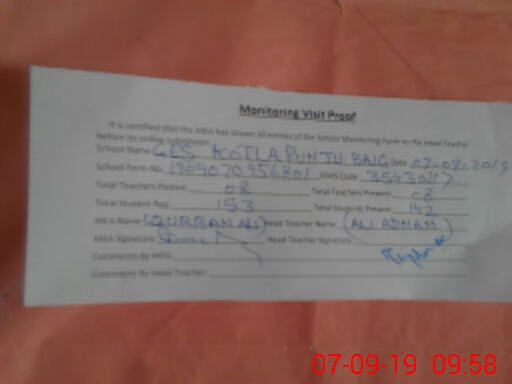 Monitoring Visit Proof
It is certified that the MEA has shown all entries of the School Monitoring Form to the Head Teacher
before its online submission.
School Name: GES KOTLA PUNJU BAIG Date 07-09-2019
School Form No: 1909070956801 EMIS Code: 35430117
Total Teachers Posted: 08 Total Teachers Present: 08
Total Student Reg: 153 Total Students Present: 142
MEA Name: (QURBAN ALI) Head Teacher Name: (ALI ADNAN)
MEA Signature: Head Teacher Signature:
Comments By MEA:
Comments By Head Teacher:
07-09-19 09:58